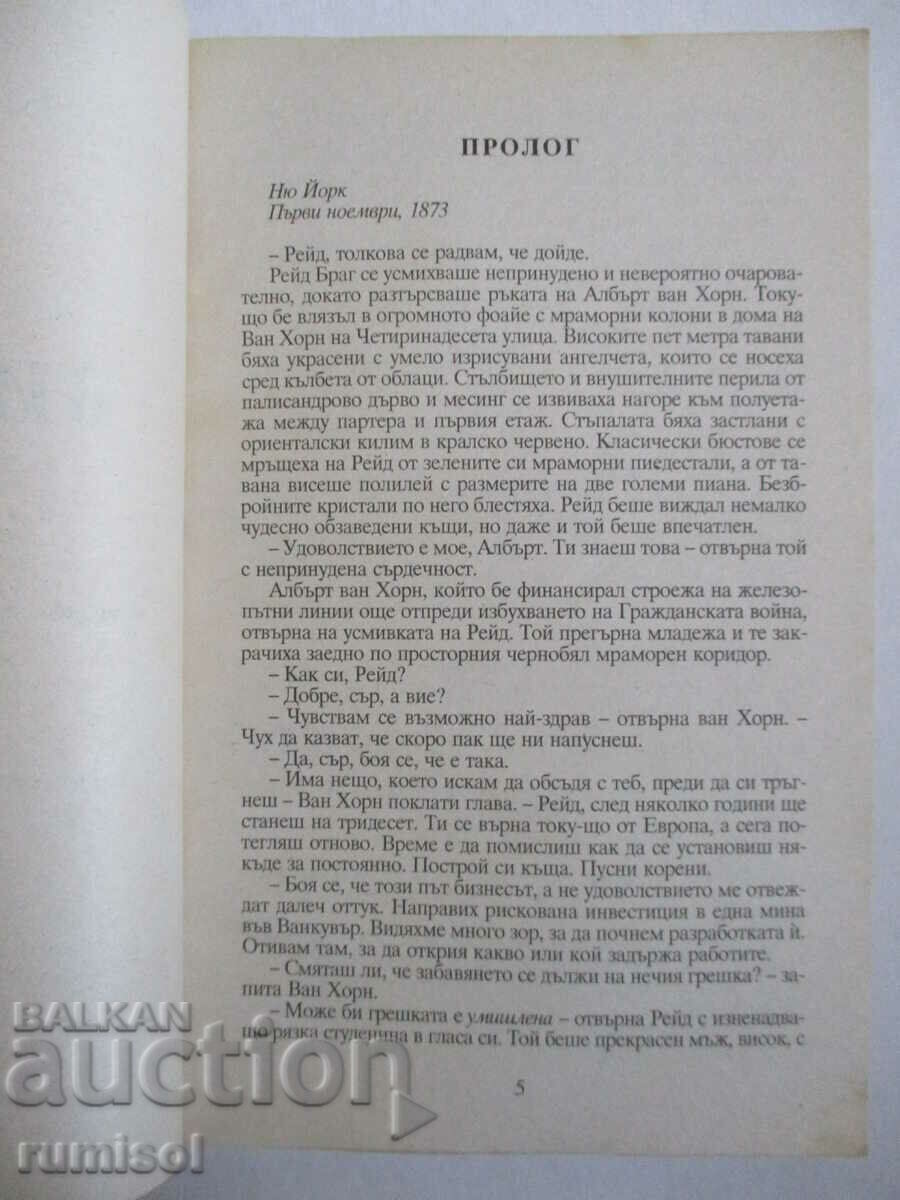 ПРОЛОГ
Ню Йорк
Първи ноември, 1873
– Рейд, толкова се радвам, че дойде.
Рейд Браг се усмихваше непринудено и невероятно очарова-
телно, докато разтърсваше ръката на Албърт ван Хорн. Току-
що бе влязъл в огромното фоайе с мраморни колони в дома на
Ван Хорн на Четиринадесета улица. Високите пет метра тавани
бяха украсени с умело изрисувани ангелчета, които се носеха
сред кълбета от облаци. Стълбището и внушителните перила от
палисандрово дърво и месинг се извиваха нагоре към полуета-
жа между партера и първия етаж. Стъпалата бяха застлани с
ориенталски килим в кралско червено. Класически бюстове се
мръщеха на Рейд от зелените си мраморни пиедестали, а от та-
вана висеше полилей с размерите на две големи пиана. Безб-
ройните кристали по него блестяха. Рейд беше виждал немалко
чудесно обзаведени къщи, но даже и той беше впечатлен.
– Удоволствието е мое, Албърт. Ти знаеш това – отвърна той
с непринудена сърдечност.
Албърт ван Хорн, който бе финансирал строежа на железо-
пътни линии още отпреди избухването на Гражданската война,
отвърна на усмивката на Рейд. Той прегърна младежа и те зак-
рачиха заедно по просторния чернобял мраморен коридор.
– Как си, Рейд?
– Добре, сър, а вие?
– Чувствам се възможно най-здрав – отвърна ван Хорн. –
Чух да казват, че скоро пак ще ни напуснеш.
– Да, сър, боя се, че е така.
– Има нещо, което искам да обсъдя с теб, преди да си тръг-
неш – Ван Хорн поклати глава. – Рейд, след няколко години ще
станеш на тридесет. Ти се върна току-що от Европа, а сега по-
тегляш отново. Време е да помислиш как да се установиш ня-
къде за постоянно. Построй си къща. Пусни корени.
– Боя се, че този път бизнесът, а не удоволствието ме отвеж-
дат далеч оттук. Направих рискована инвестиция в една мина
във Ванкувър. Видяхме много зор, за да почнем разработката ѝ.
Отивам там, за да открия какво или кой задържа работите.
– Смяташ ли, че забавянето се дължи на нечия грешка? – за-
пита Ван Хорн.
– Може би грешката е умишлена – отвърна Рейд с изненадва-
що рязка студенина в гласа си. Той беше прекрасен мъж, висок, с
5
BALKAN
auction
rumisol